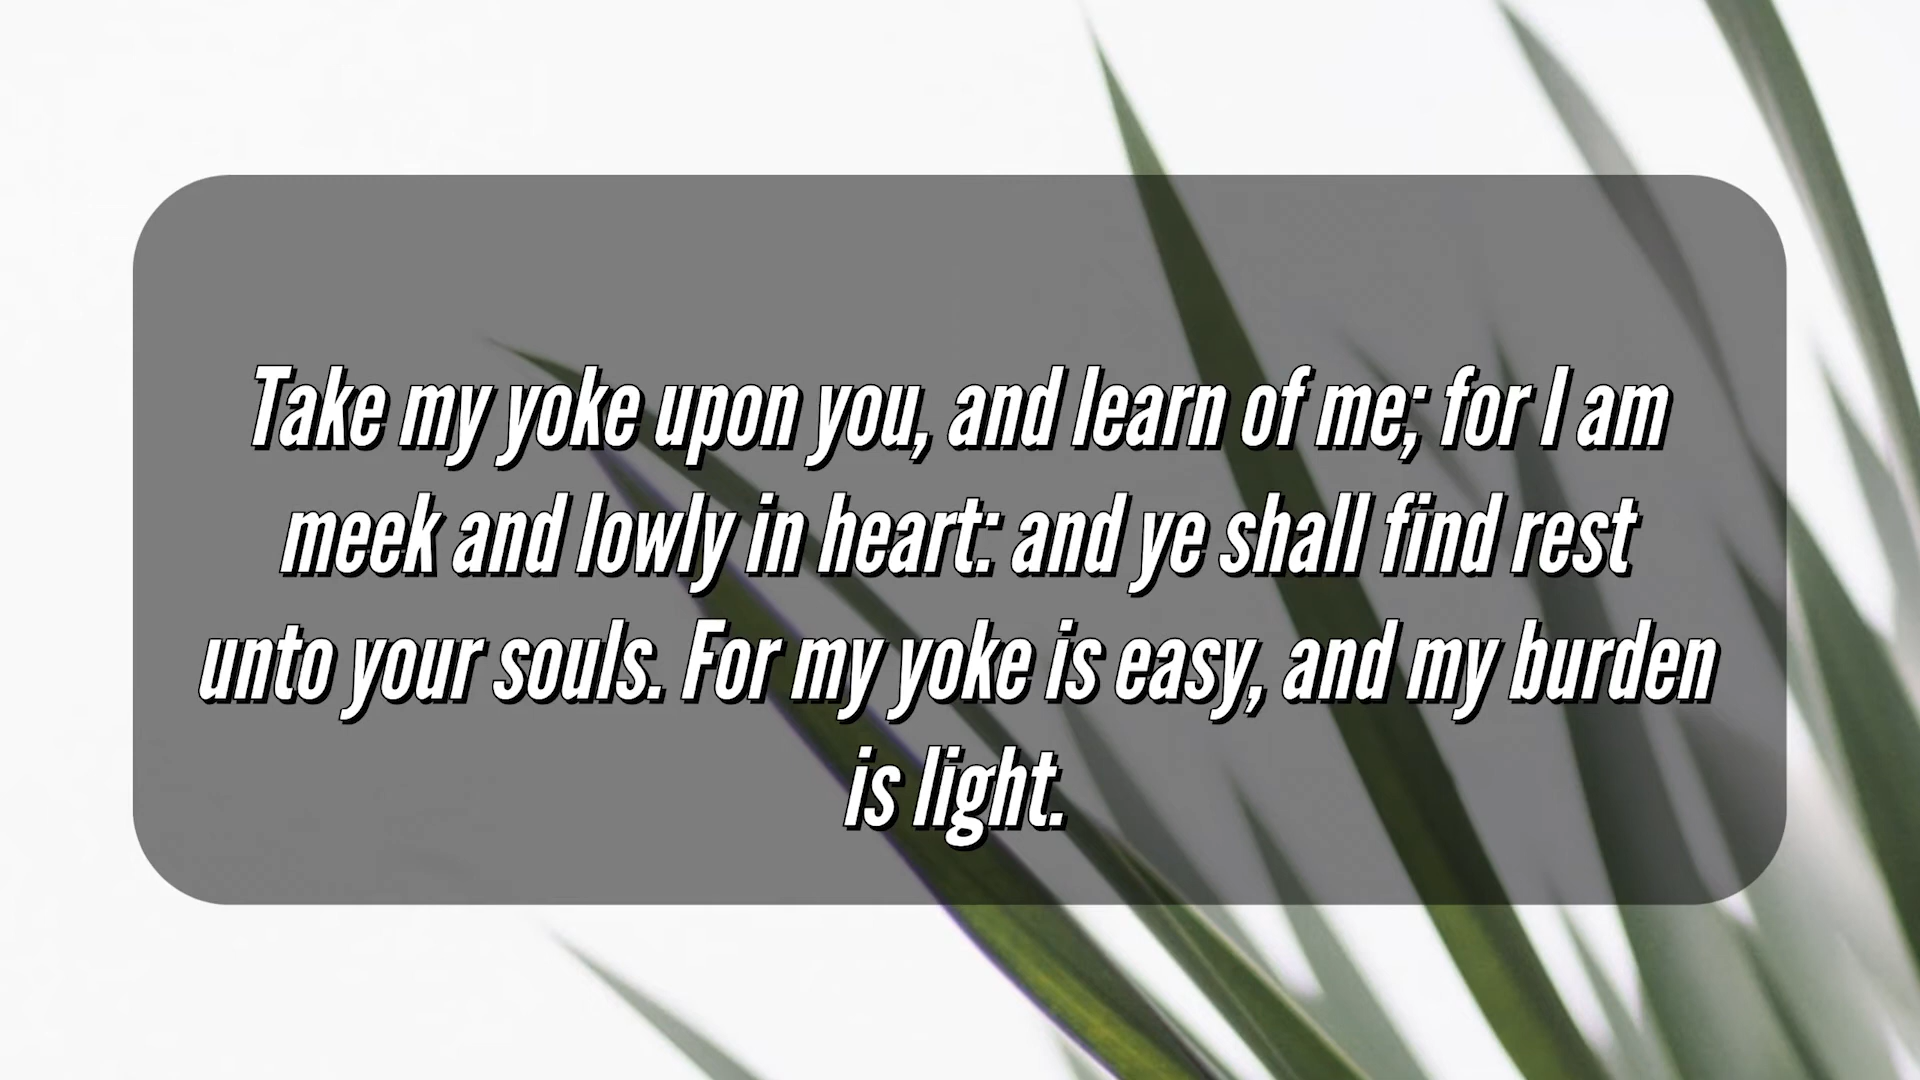 Take my yoke upon you, and learn of me; for I am
meek and lowly in heart: and ye shall find rest
unto your souls. For my yoke is easy, and my burden
is light.